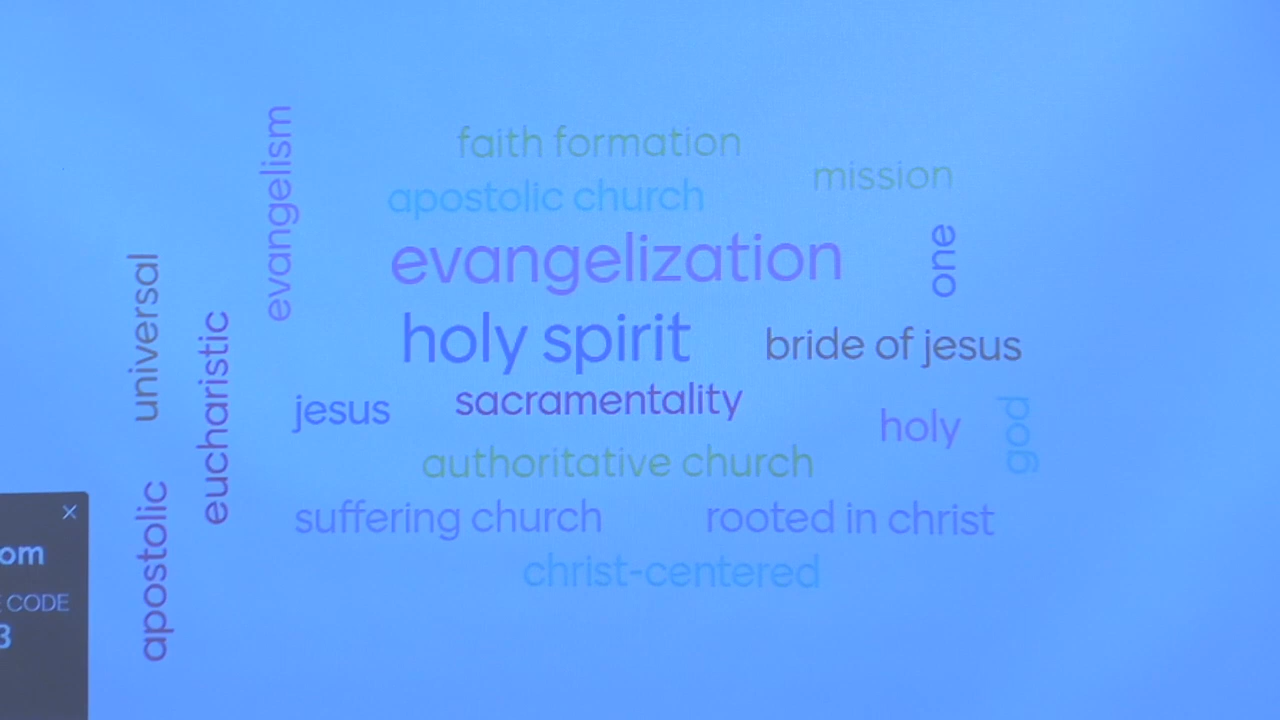 evangelism
faith formation
mission
apostolic church
evangelization
one
universal
eucharistic
holy spirit
bride of jesus
jesus
sacramentality
holy
god
authoritative church
apostolic
suffering church
rooted in christ
christ-centered
×
om
CODE
3